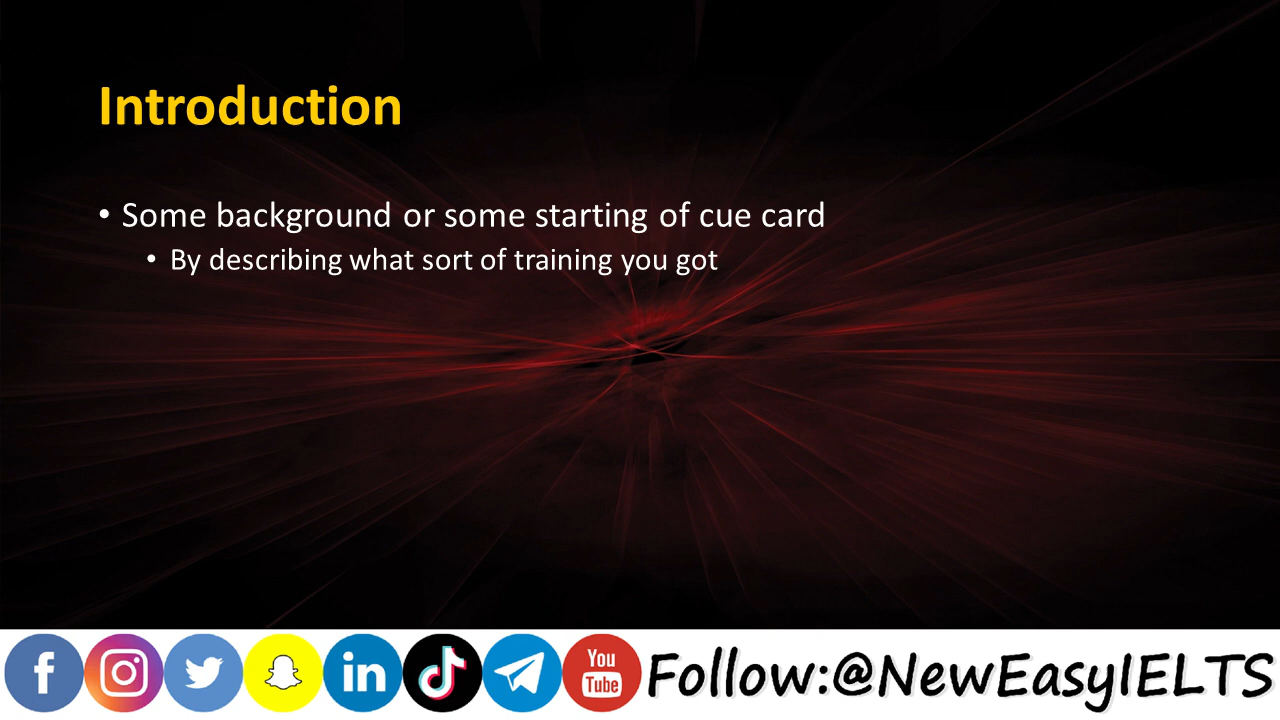 Introduction
• Some background or some starting of cue card
• By describing what sort of training you got
f
in
You
Tube
Follow:@NewEasyIELTS